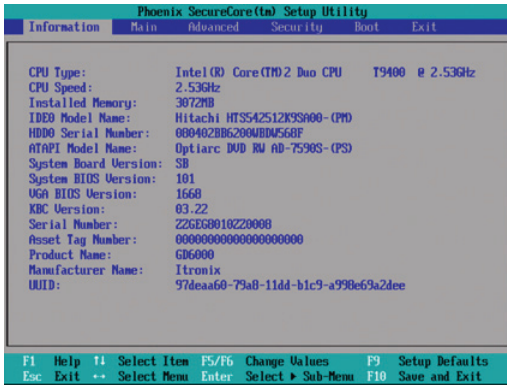 Phoenix SecureCore(tm) Setup Utility
Information Main Advanced Security Boot Exit
CPU Type: Intel(R) Core(TM)2 Duo CPU T9400 @ 2.53GHz
CPU Speed: 2.53GHz
Installed Memory: 3072MB
IDE0 Model Name: Hitachi HTS542512K9SA00-(PM)
HDD0 Serial Number: 080402BB6200WBDW568F
ATAPI Model Name: Optiarc DVD RW AD-7590S-(PS)
System Board Version: SB
System BIOS Version: 101
VGA BIOS Version: 1668
KBC Version: 03.22
Serial Number: ZZGEG8010ZZ0008
Asset Tag Number: 00000000000000000000
Product Name: GD6000
Manufacturer Name: Itronix
UUID: 97deaa60-79a8-11dd-b1c9-a998e69a2dee
F1 Help ↑↓ Select Item F5/F6 Change Values F9 Setup Defaults
Esc Exit ↔ Select Menu Enter Select ▶ Sub-Menu F10 Save and Exit